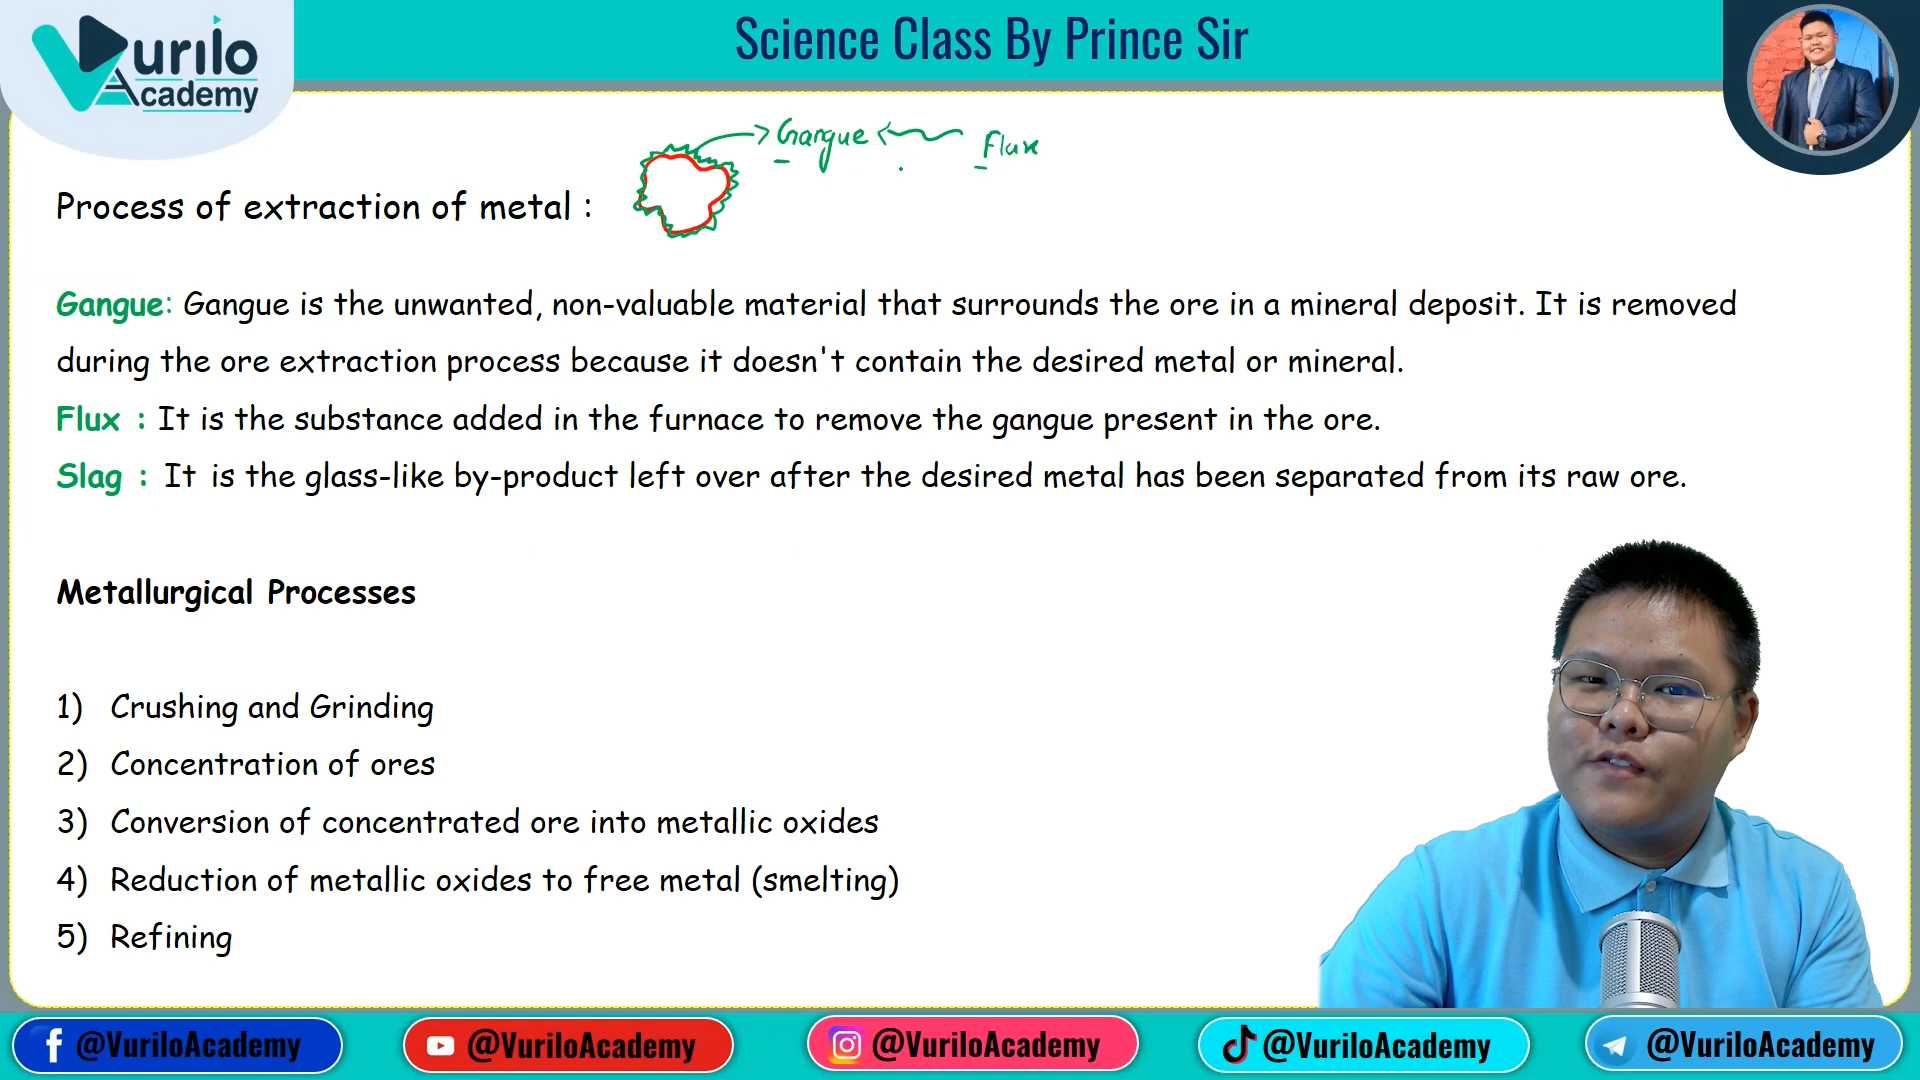 Vurilo
Academy
Science Class By Prince Sir
Gangue
Flux
Process of extraction of metal :
Gangue: Gangue is the unwanted, non-valuable material that surrounds the ore in a mineral deposit. It is removed
during the ore extraction process because it doesn't contain the desired metal or mineral.
Flux : It is the substance added in the furnace to remove the gangue present in the ore.
Slag : It is the glass-like by-product left over after the desired metal has been separated from its raw ore.
Metallurgical Processes
1) Crushing and Grinding
2) Concentration of ores
3) Conversion of concentrated ore into metallic oxides
4) Reduction of metallic oxides to free metal (smelting)
5) Refining
@VuriloAcademy
@VuriloAcademy
@VuriloAcademy
@VuriloAcademy
@VuriloAcademy